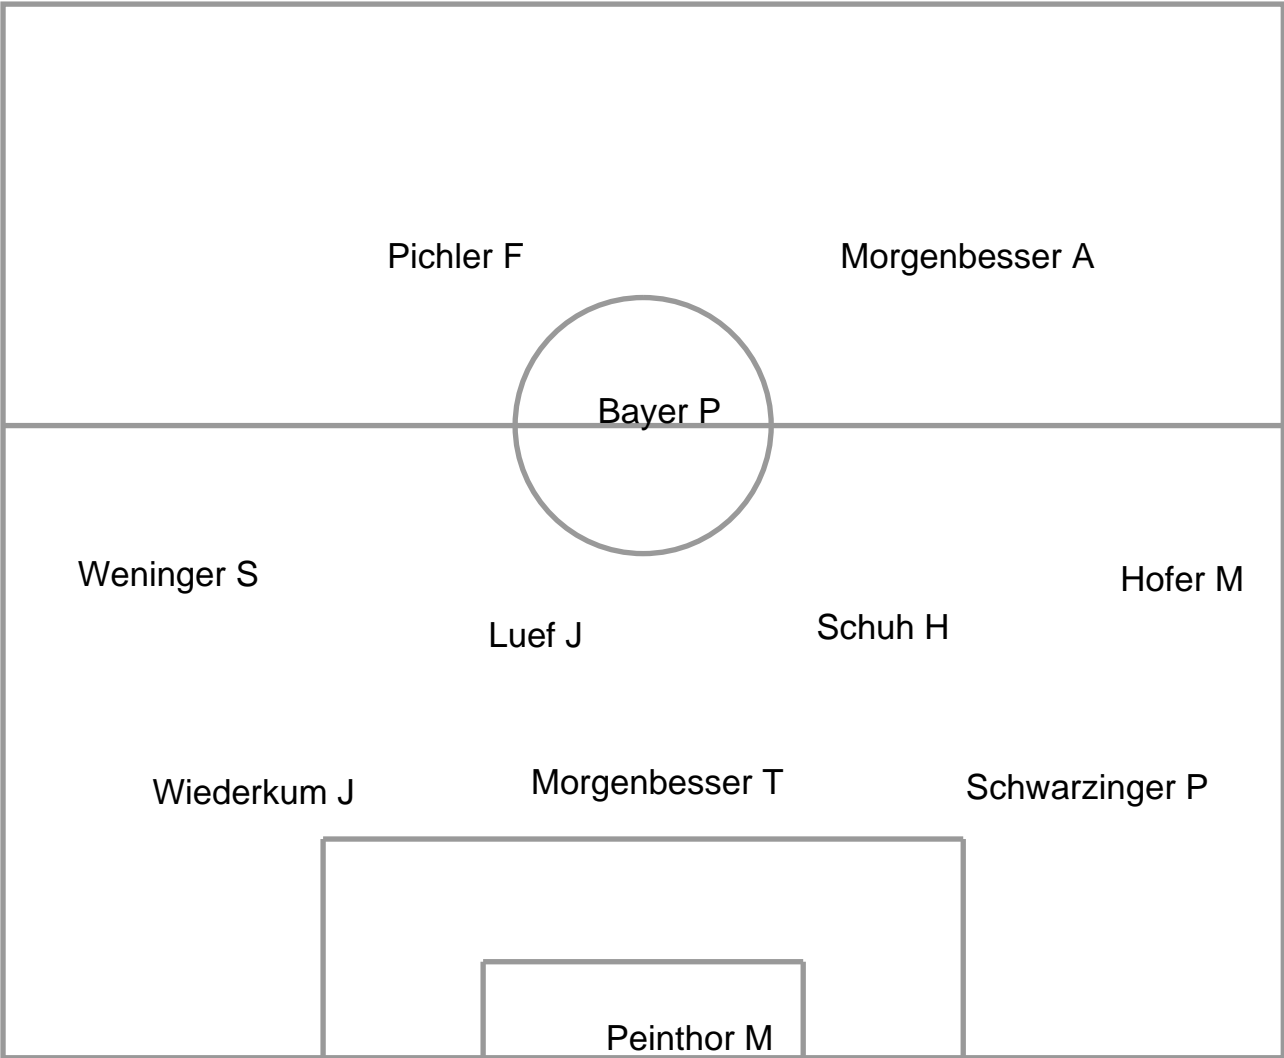 Pichler F
Morgenbesser A
Bayer P
Weninger S
Hofer M
Luef J
Schuh H
Wiederkum J
Morgenbesser T
Schwarzinger P
Peinthor M